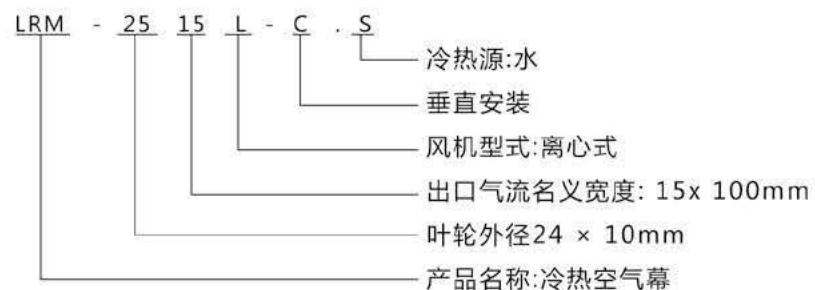 LRM - 25 15 L - C . S
冷热源:水
垂直安装
风机型式:离心式
出口气流名义宽度: 15x 100mm
叶轮外径24 × 10mm
产品名称:冷热空气幕